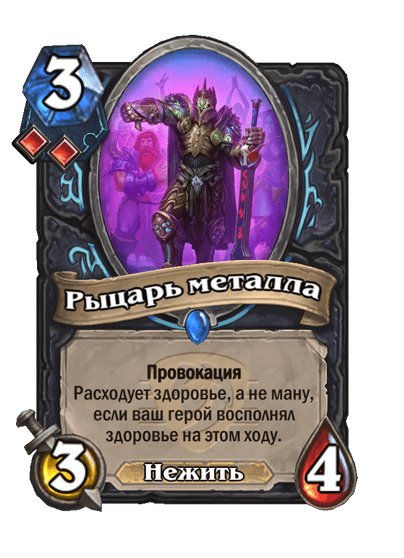 3
Рыцарь металла
Провокация
Расходует здоровье, а не ману,
если ваш герой восполнял
здоровье на этом ходу.
3
Нежить
4